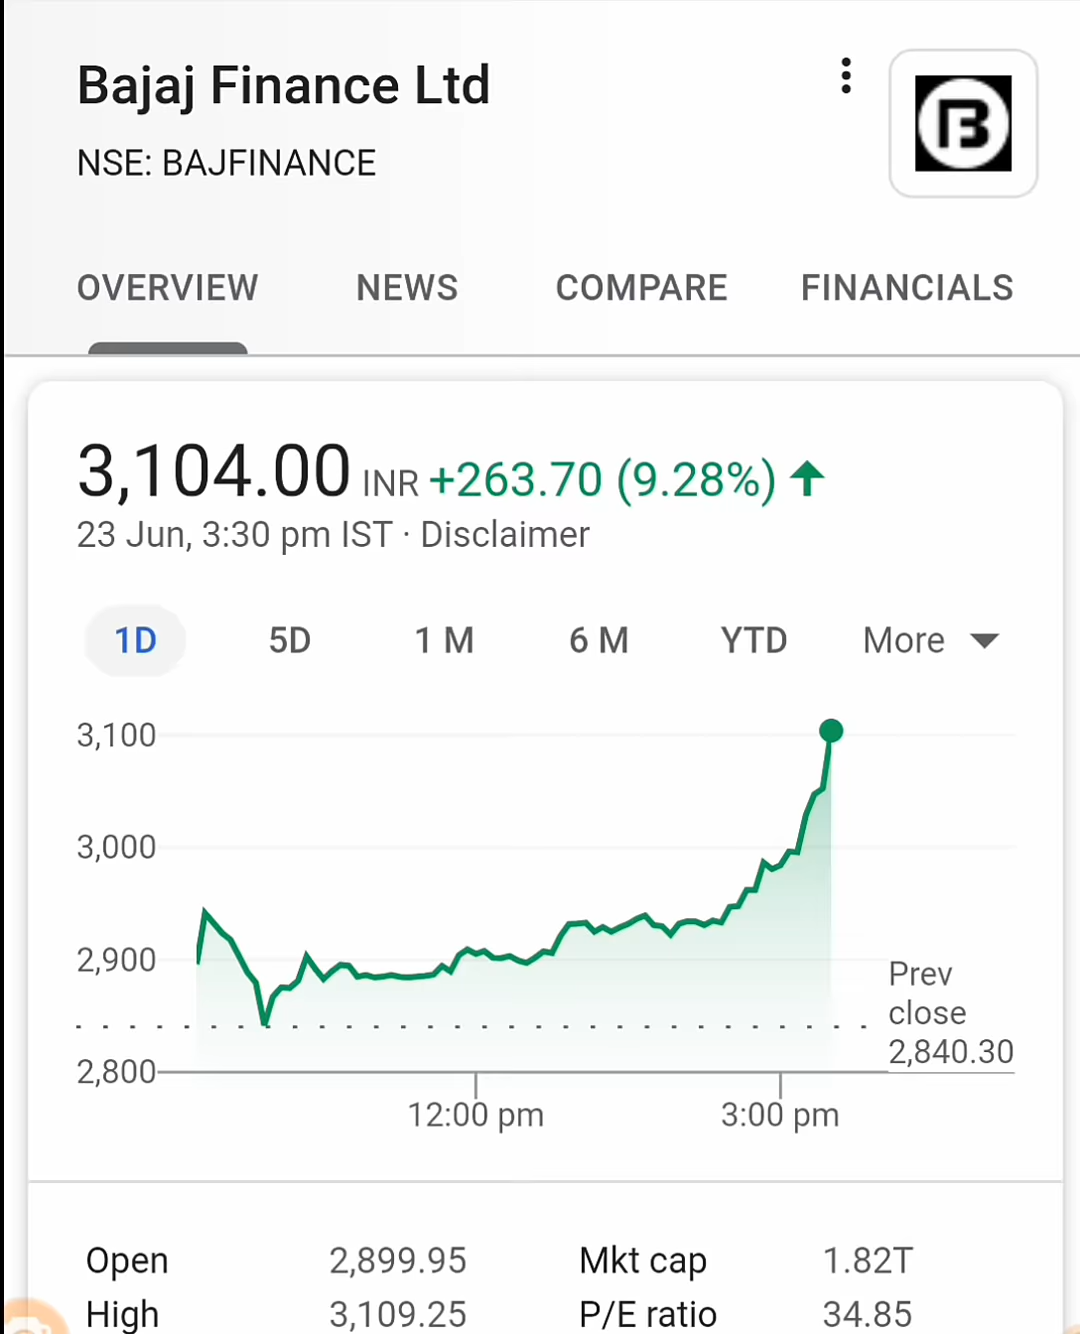 Bajaj Finance Ltd
NSE: BAJFINANCE
OVERVIEW NEWS COMPARE FINANCIALS
3,104.00 INR +263.70 (9.28%)
23 Jun, 3:30 pm IST · Disclaimer
1D 5D 1 M 6 M YTD More
3,100
3,000
2,900
2,800
Prev
close
2,840.30
12:00 pm 3:00 pm
Open 2,899.95 Mkt cap 1.82T
High 3,109.25 P/E ratio 34.85